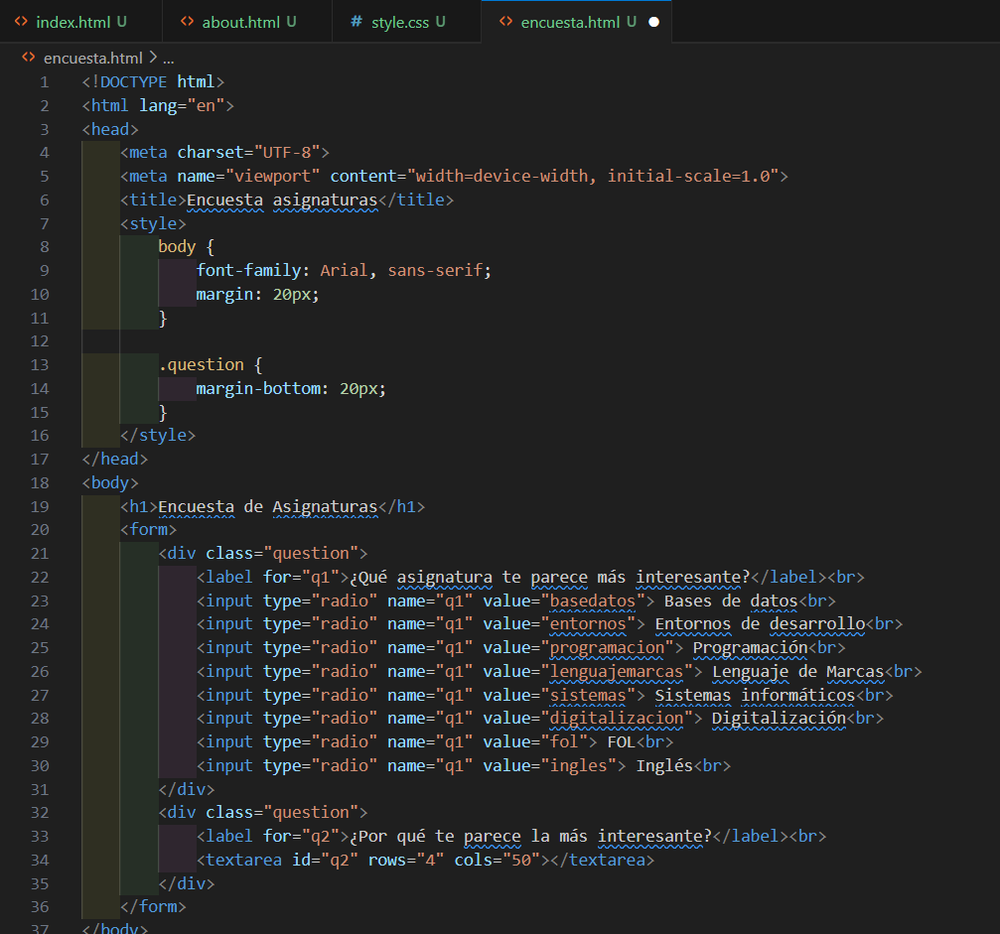 index.html U about.html U # style.css U encuesta.html U
encuesta.html > ...
1 <!DOCTYPE html>
2 <html lang="en">
3 <head>
4     <meta charset="UTF-8">
5     <meta name="viewport" content="width=device-width, initial-scale=1.0">
6     <title>Encuesta asignaturas</title>
7     <style>
8         body {
9             font-family: Arial, sans-serif;
10             margin: 20px;
11         }
12
13         .question {
14             margin-bottom: 20px;
15         }
16     </style>
17 </head>
18 <body>
19     <h1>Encuesta de Asignaturas</h1>
20     <form>
21         <div class="question">
22             <label for="q1">¿Qué asignatura te parece más interesante?</label><br>
23             <input type="radio" name="q1" value="basedatos"> Bases de datos<br>
24             <input type="radio" name="q1" value="entornos"> Entornos de desarrollo<br>
25             <input type="radio" name="q1" value="programacion"> Programación<br>
26             <input type="radio" name="q1" value="lenguajemarcas"> Lenguaje de Marcas<br>
27             <input type="radio" name="q1" value="sistemas"> Sistemas informáticos<br>
28             <input type="radio" name="q1" value="digitalizacion"> Digitalización<br>
29             <input type="radio" name="q1" value="fol"> FOL<br>
30             <input type="radio" name="q1" value="ingles"> Inglés<br>
31         </div>
32         <div class="question">
33             <label for="q2">¿Por qué te parece la más interesante?</label><br>
34             <textarea id="q2" rows="4" cols="50"></textarea>
35         </div>
36     </form>
37 </body>